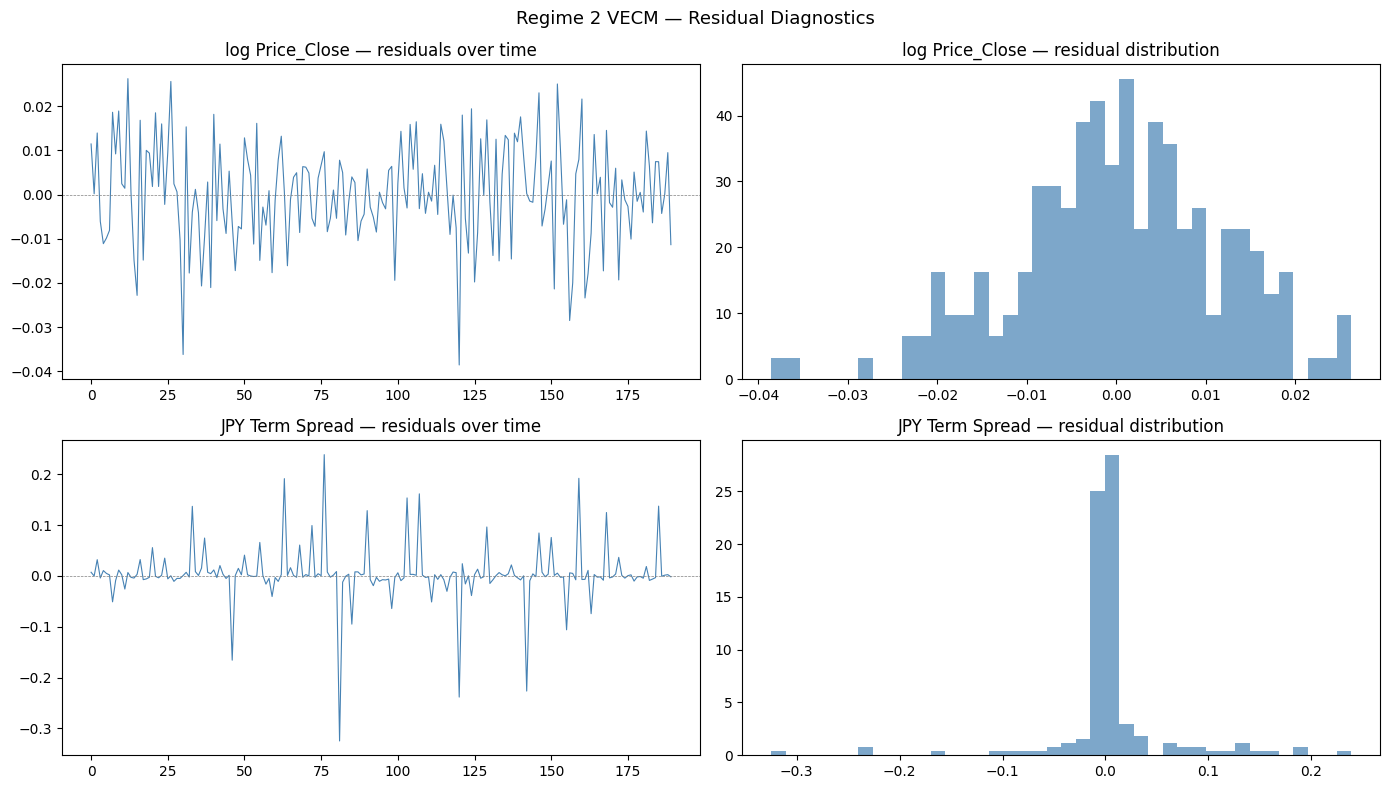 Regime 2 VECM — Residual Diagnostics
log Price_Close — residuals over time
0.02
0.01
0.00
−0.01
−0.02
−0.03
−0.04
0 25 50 75 100 125 150 175
log Price_Close — residual distribution
40
30
20
10
0
−0.04 −0.03 −0.02 −0.01 0.00 0.01 0.02
JPY Term Spread — residuals over time
0.2
0.1
0.0
−0.1
−0.2
−0.3
0 25 50 75 100 125 150 175
JPY Term Spread — residual distribution
25
20
15
10
5
0
−0.3 −0.2 −0.1 0.0 0.1 0.2